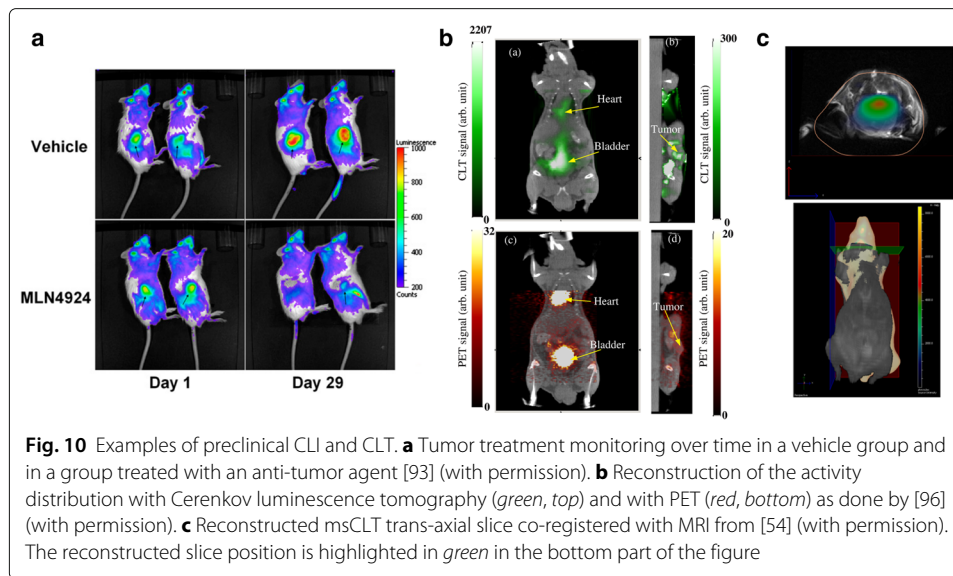 a
b
c
Vehicle
MLN4924
Day 1
Day 29
Luminescence
1000
800
600
400
200
Counts
2207
CLT signal (arb. unit)
0
(a)
Heart
Bladder
(b)
Tumor
300
CLT signal (arb. unit)
0
32
PET signal (arb. unit)
0
(c)
Heart
Bladder
(d)
Tumor
20
PET signal (arb. unit)
0
Fig. 10 Examples of preclinical CLI and CLT. a Tumor treatment monitoring over time in a vehicle group and
in a group treated with an anti-tumor agent [93] (with permission). b Reconstruction of the activity
distribution with Cerenkov luminescence tomography (green, top) and with PET (red, bottom) as done by [96]
(with permission). c Reconstructed msCLT trans-axial slice co-registered with MRI from [54] (with permission).
The reconstructed slice position is highlighted in green in the bottom part of the figure